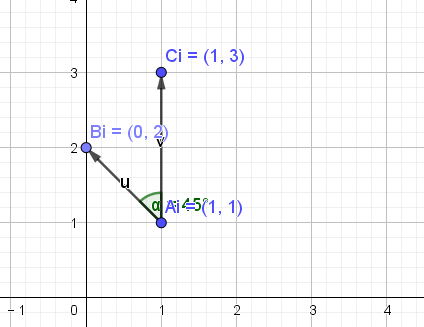 4
Ci = (1, 3)
3
Bi = (0, 2)
v
2
u
α = 45°
Ai = (1, 1)
1
−1 0 1 2 3 4